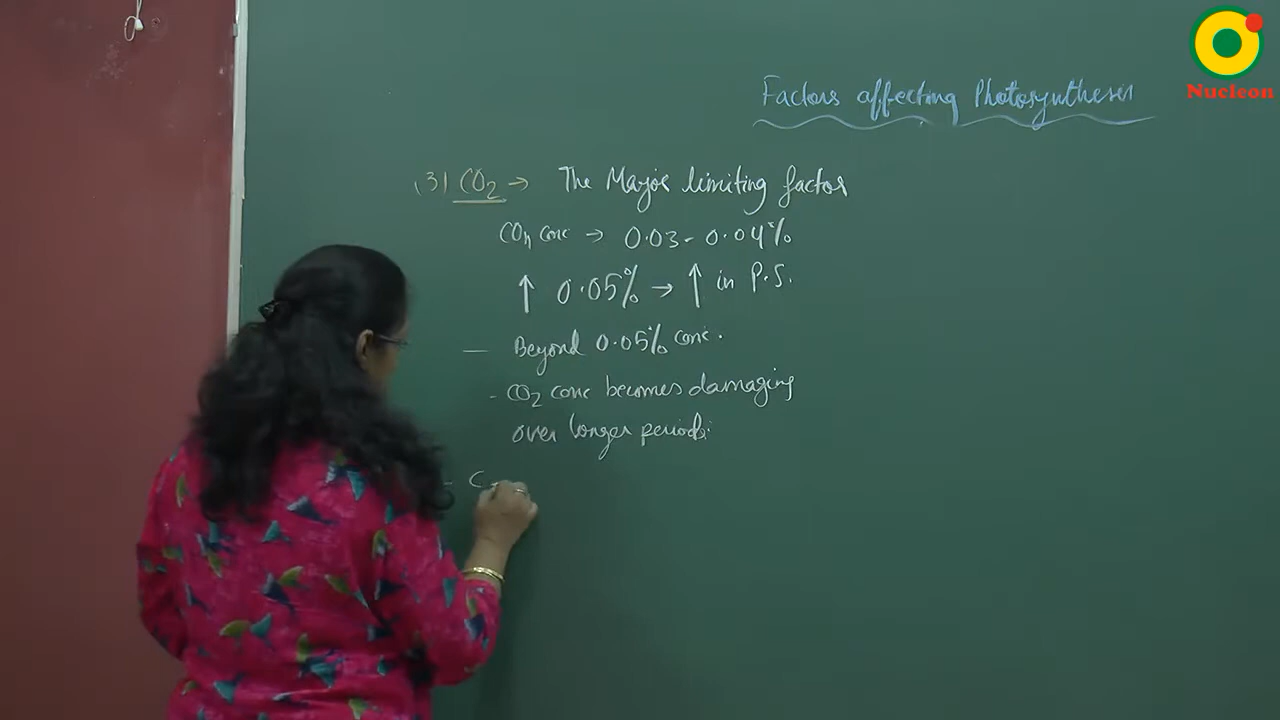 Nucleon
Factors affecting Photosynthesis
(3) CO2 → The Major limiting factor
CO2 conc → 0.03 - 0.04%
↑ 0.05% → ↑ in P.S.
— Beyond 0.05% conc.
- CO2 conc becomes damaging
over longer periods.
- C